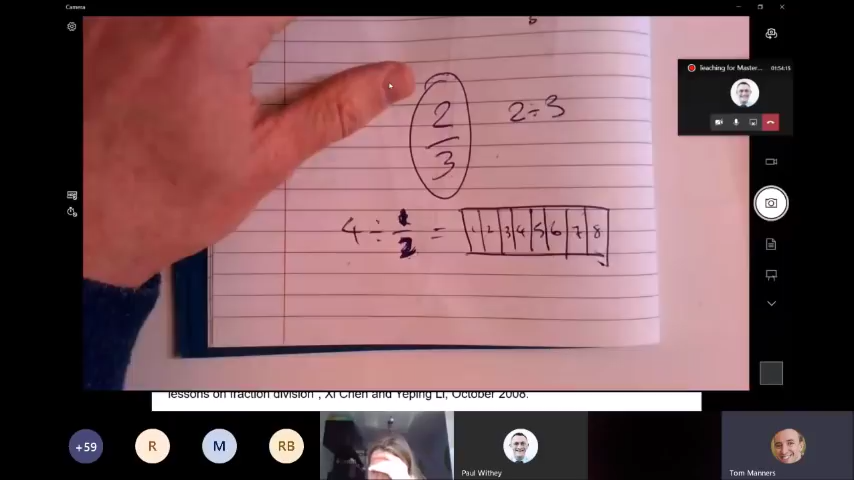 Camera
Teaching for Master...
01:54:15
2/3
2÷3
4 ÷ 1/2 = 1 2 3 4 5 6 7 8
lessons on fraction division", Xi Chen and Yeping Li, October 2008.
+59
R
M
RB
Paul Withey
Tom Manners